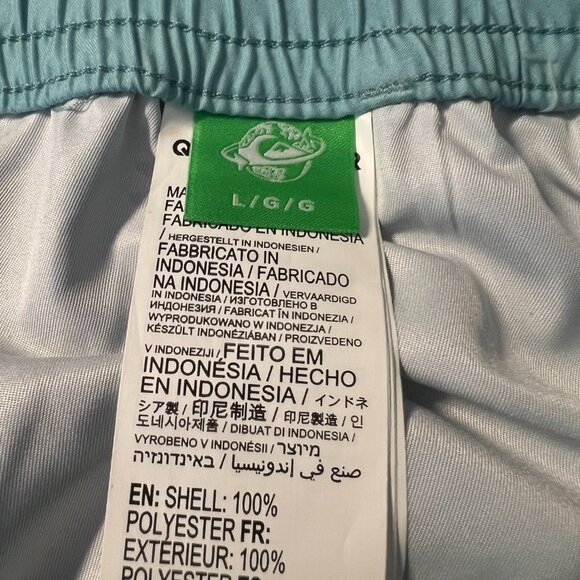 L/G/G
Q R
MA
FA
FABRICADO EN INDONESIA
/ HERGESTELLT IN INDONESIEN /
FABBRICATO IN
INDONESIA / FABRICADO
NA INDONESIA / VERVAARDIGD
IN INDONESIA / ИЗГОТОВЛЕНО В
ИНДОНЕЗИЯ / FABRICAT ÎN INDONEZIA /
WYPRODUKOWANO W INDONEZJA /
KÉSZÜLT INDONÉZIÁBAN / PROIZVEDENO
V INDONEZIJI / FEITO EM
INDONÉSIA / HECHO
EN INDONESIA / インドネ
シア製 / 印尼制造 / 印尼製造 / 인
도네시아제품 / DIBUAT DI INDONESIA /
VYROBENO V INDONÉSII / מיוצר
באינדונזיה / صنع في إندونيسيا
EN: SHELL: 100%
POLYESTER FR:
EXTÉRIEUR: 100%